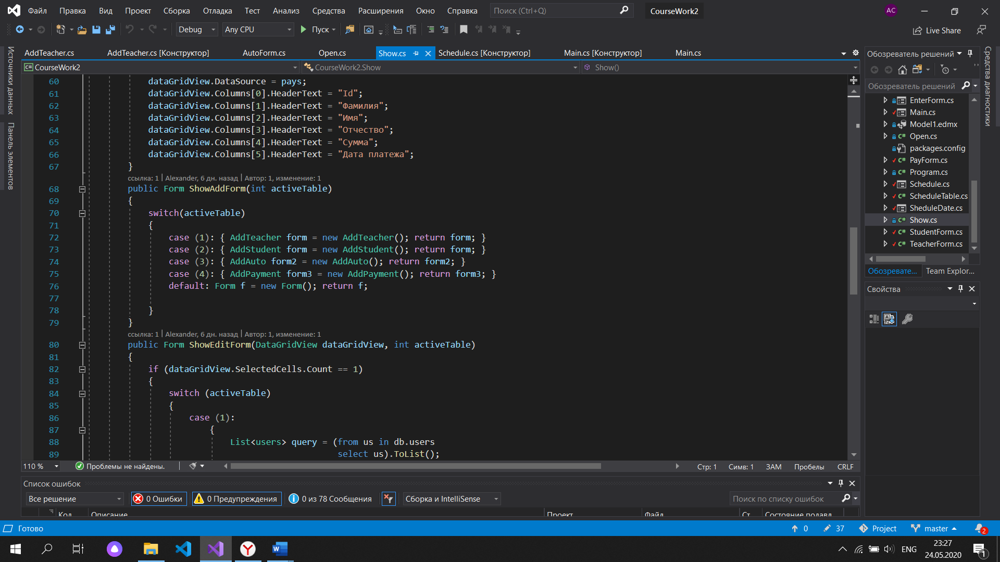 Файл Правка Вид Проект Сборка Отладка Тест Анализ Средства Расширения Окно Справка Поиск (Ctrl+Q) CourseWork2 AC
Debug Any CPU Пуск Live Share
AddTeacher.cs AddTeacher.cs [Конструктор] AutoForm.cs Open.cs Show.cs Schedule.cs [Конструктор] Main.cs [Конструктор] Main.cs
CourseWork2 CourseWork2.Show Show()
Источники данных
Панель элементов
60 dataGridView.DataSource = pays;
61 dataGridView.Columns[0].HeaderText = "Id";
62 dataGridView.Columns[1].HeaderText = "Фамилия";
63 dataGridView.Columns[2].HeaderText = "Имя";
64 dataGridView.Columns[3].HeaderText = "Отчество";
65 dataGridView.Columns[4].HeaderText = "Сумма";
66 dataGridView.Columns[5].HeaderText = "Дата платежа";
67 }
ссылка: 1 | Alexander, 6 дн. назад | Автор: 1, изменение: 1
68 public Form ShowAddForm(int activeTable)
69 {
70 switch(activeTable)
71 {
72 case (1): { AddTeacher form = new AddTeacher(); return form; }
73 case (2): { AddStudent form = new AddStudent(); return form; }
74 case (3): { AddAuto form2 = new AddAuto(); return form2; }
75 case (4): { AddPayment form3 = new AddPayment(); return form3; }
76 default: Form f = new Form(); return f;
77
78 }
79 }
ссылка: 1 | Alexander, 6 дн. назад | Автор: 1, изменение: 1
80 public Form ShowEditForm(DataGridView dataGridView, int activeTable)
81 {
82 if (dataGridView.SelectedCells.Count == 1)
83 {
84 switch (activeTable)
85 {
86 case (1):
87 {
88 List<users> query = (from us in db.users
89 select us).ToList();
110 % Проблемы не найдены. Стр: 1 Симв: 1 ЗАМ Пробелы CRLF
Список ошибок
Все решение 0 Ошибки 0 Предупреждения 0 из 78 Сообщения Сборка и IntelliSense Поиск по списку ошибок
Код Описание Проект Файл Ст Состояние подавл
Обозреватель решений
Обозреватель решений
EnterForm.cs
Main.cs
Model1.edmx
Open.cs
packages.config
PayForm.cs
Program.cs
Schedule.cs
ScheduleTable.cs
SheduleDate.cs
Show.cs
StudentForm.cs
TeacherForm.cs
Обозревате... Team Explor...
Свойства
Средства диагностики
Готово 0 37 Project master 2
ENG 23:27
24.05.2020 1